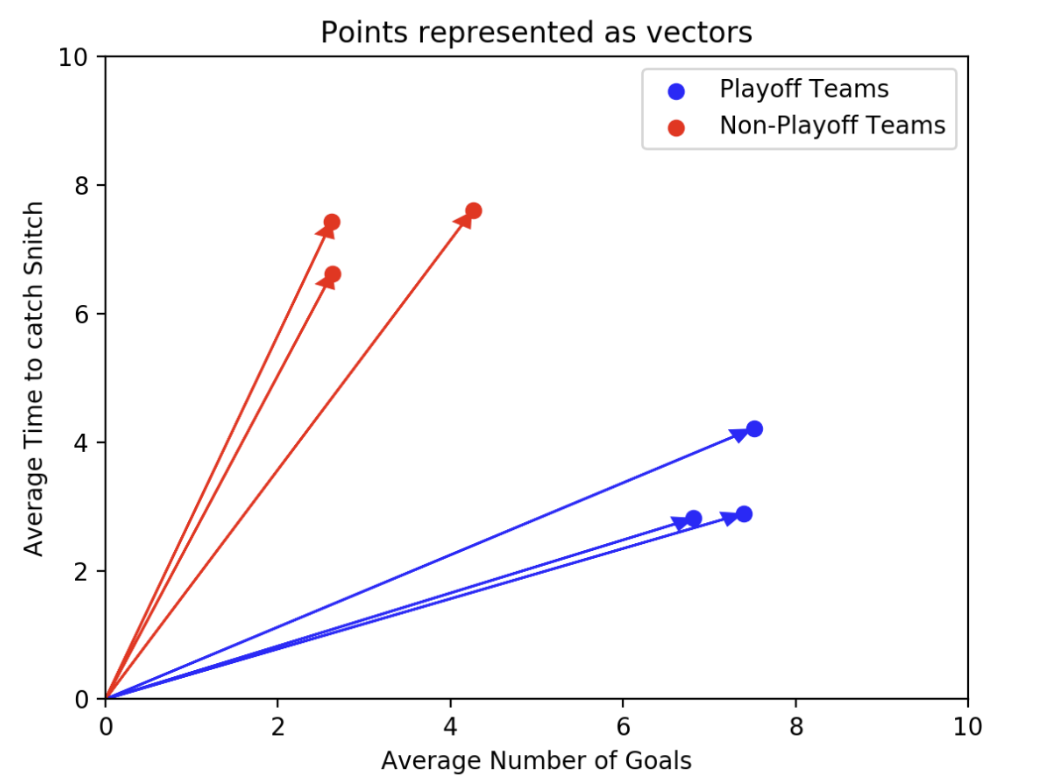 Points represented as vectors
10
8
6
4
2
0
Average Time to catch Snitch
Playoff Teams
Non-Playoff Teams
0 2 4 6 8 10
Average Number of Goals